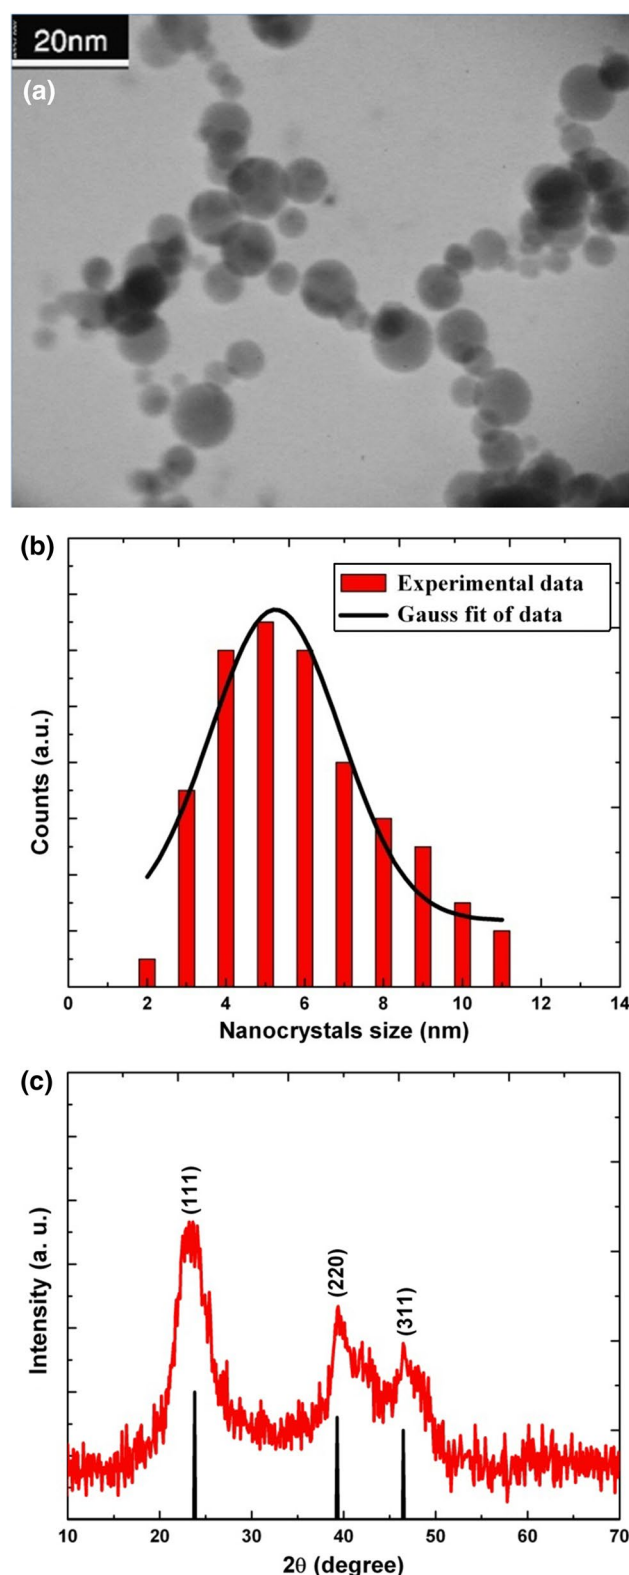 20nm
(a)
(b)
Experimental data
Gauss fit of data
Counts (a.u.)
0 2 4 6 8 10 12 14
Nanocrystals size (nm)
(c)
(111)
(220)
(311)
Intensity (a. u.)
10 20 30 40 50 60 70
2θ (degree)